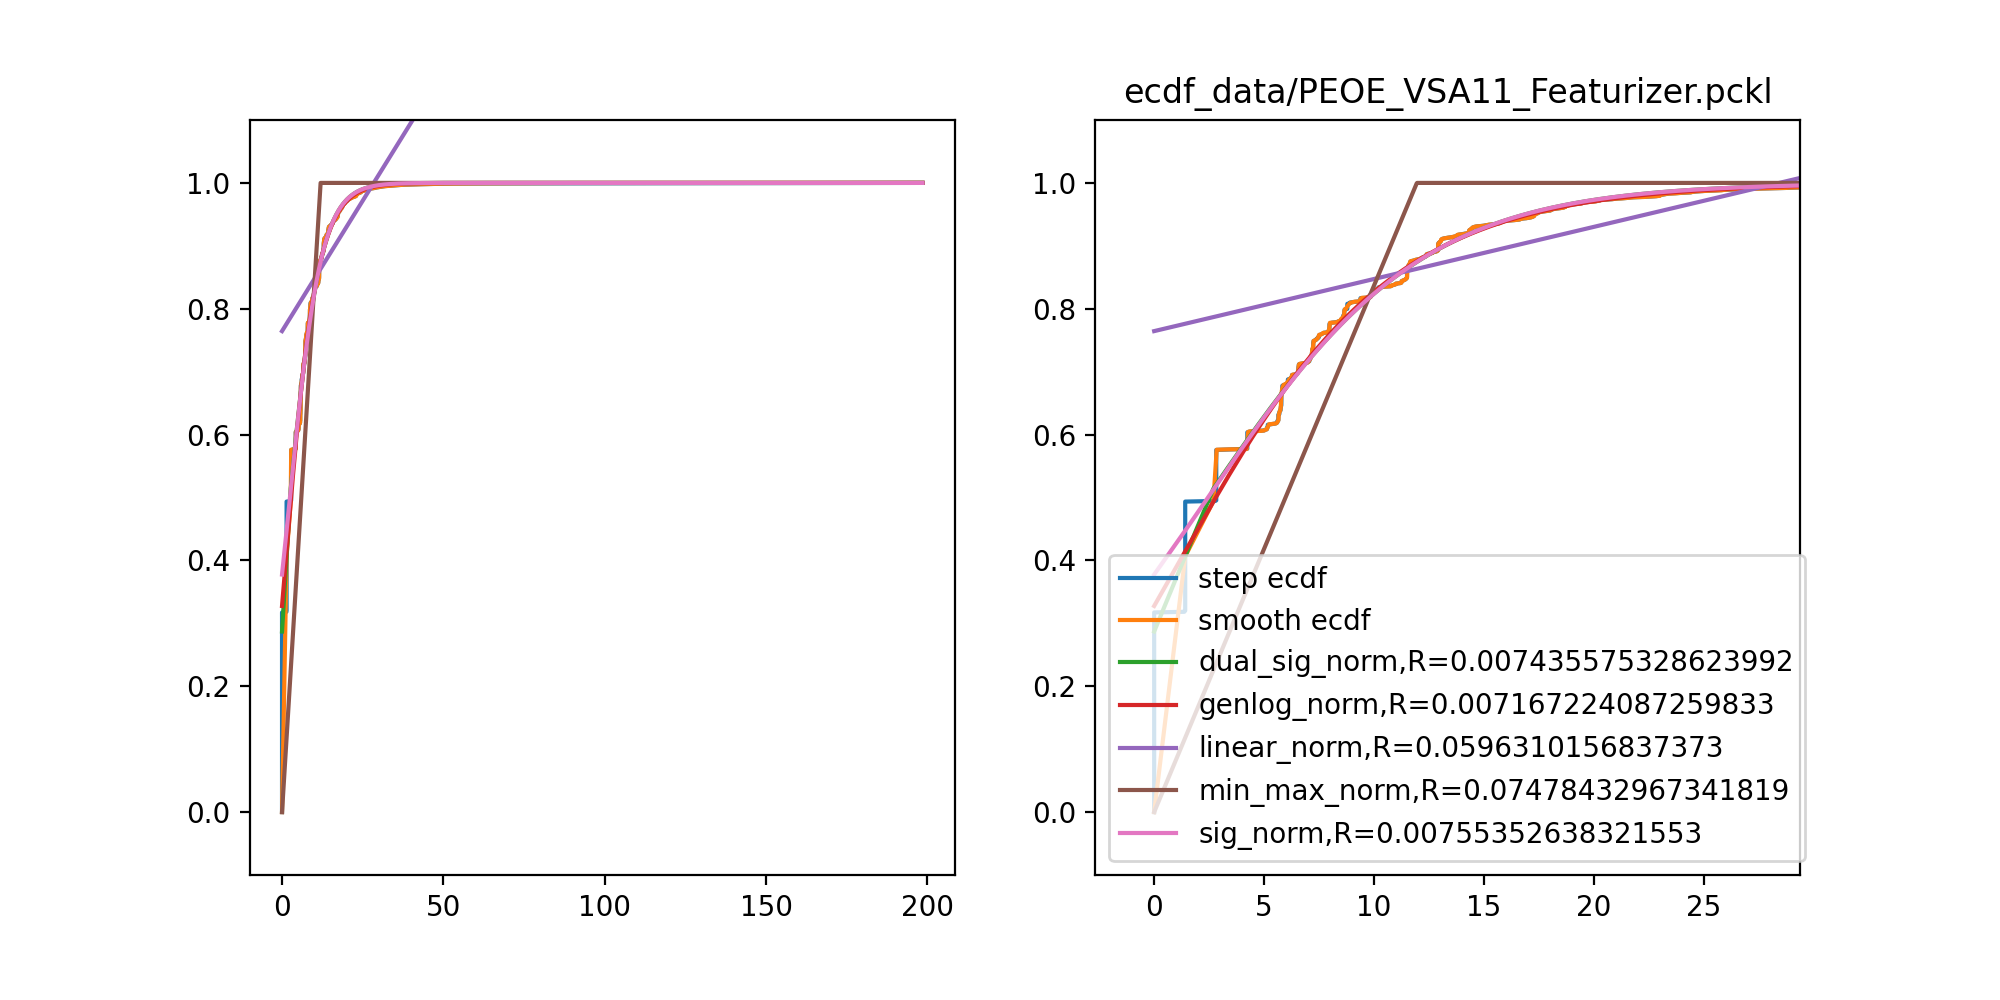 ecdf_data/PEOE_VSA11_Featurizer.pckl
1.0
0.8
0.6
0.4
0.2
0.0
0 50 100 150 200
1.0
0.8
0.6
0.4
0.2
0.0
step ecdf
smooth ecdf
dual_sig_norm,R=0.007435575328623992
genlog_norm,R=0.007167224087259833
linear_norm,R=0.0596310156837373
min_max_norm,R=0.07478432967341819
sig_norm,R=0.00755352638321553
0 5 10 15 20 25